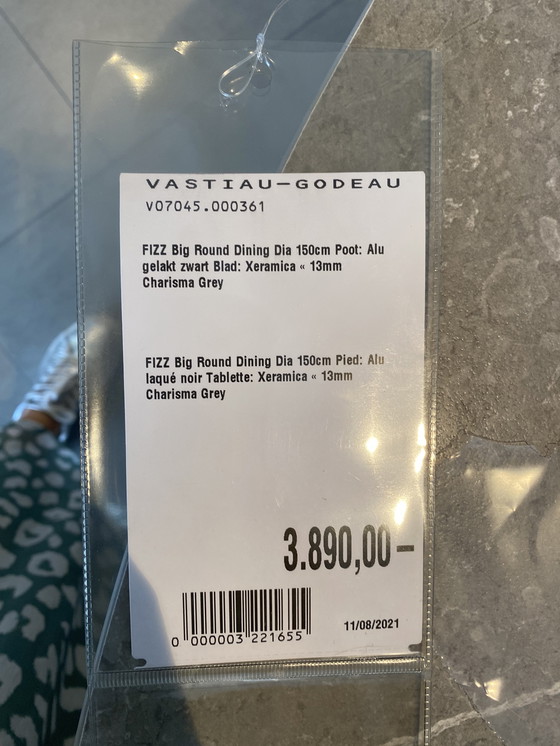 VASTIAU-GODEAU
V07045.000361
FIZZ Big Round Dining Dia 150cm Poot: Alu
gelakt zwart Blad: Xeramica « 13mm
Charisma Grey
FIZZ Big Round Dining Dia 150cm Pied: Alu
laqué noir Tablette: Xeramica « 13mm
Charisma Grey
3.890,00-
0 000003 221655
11/08/2021